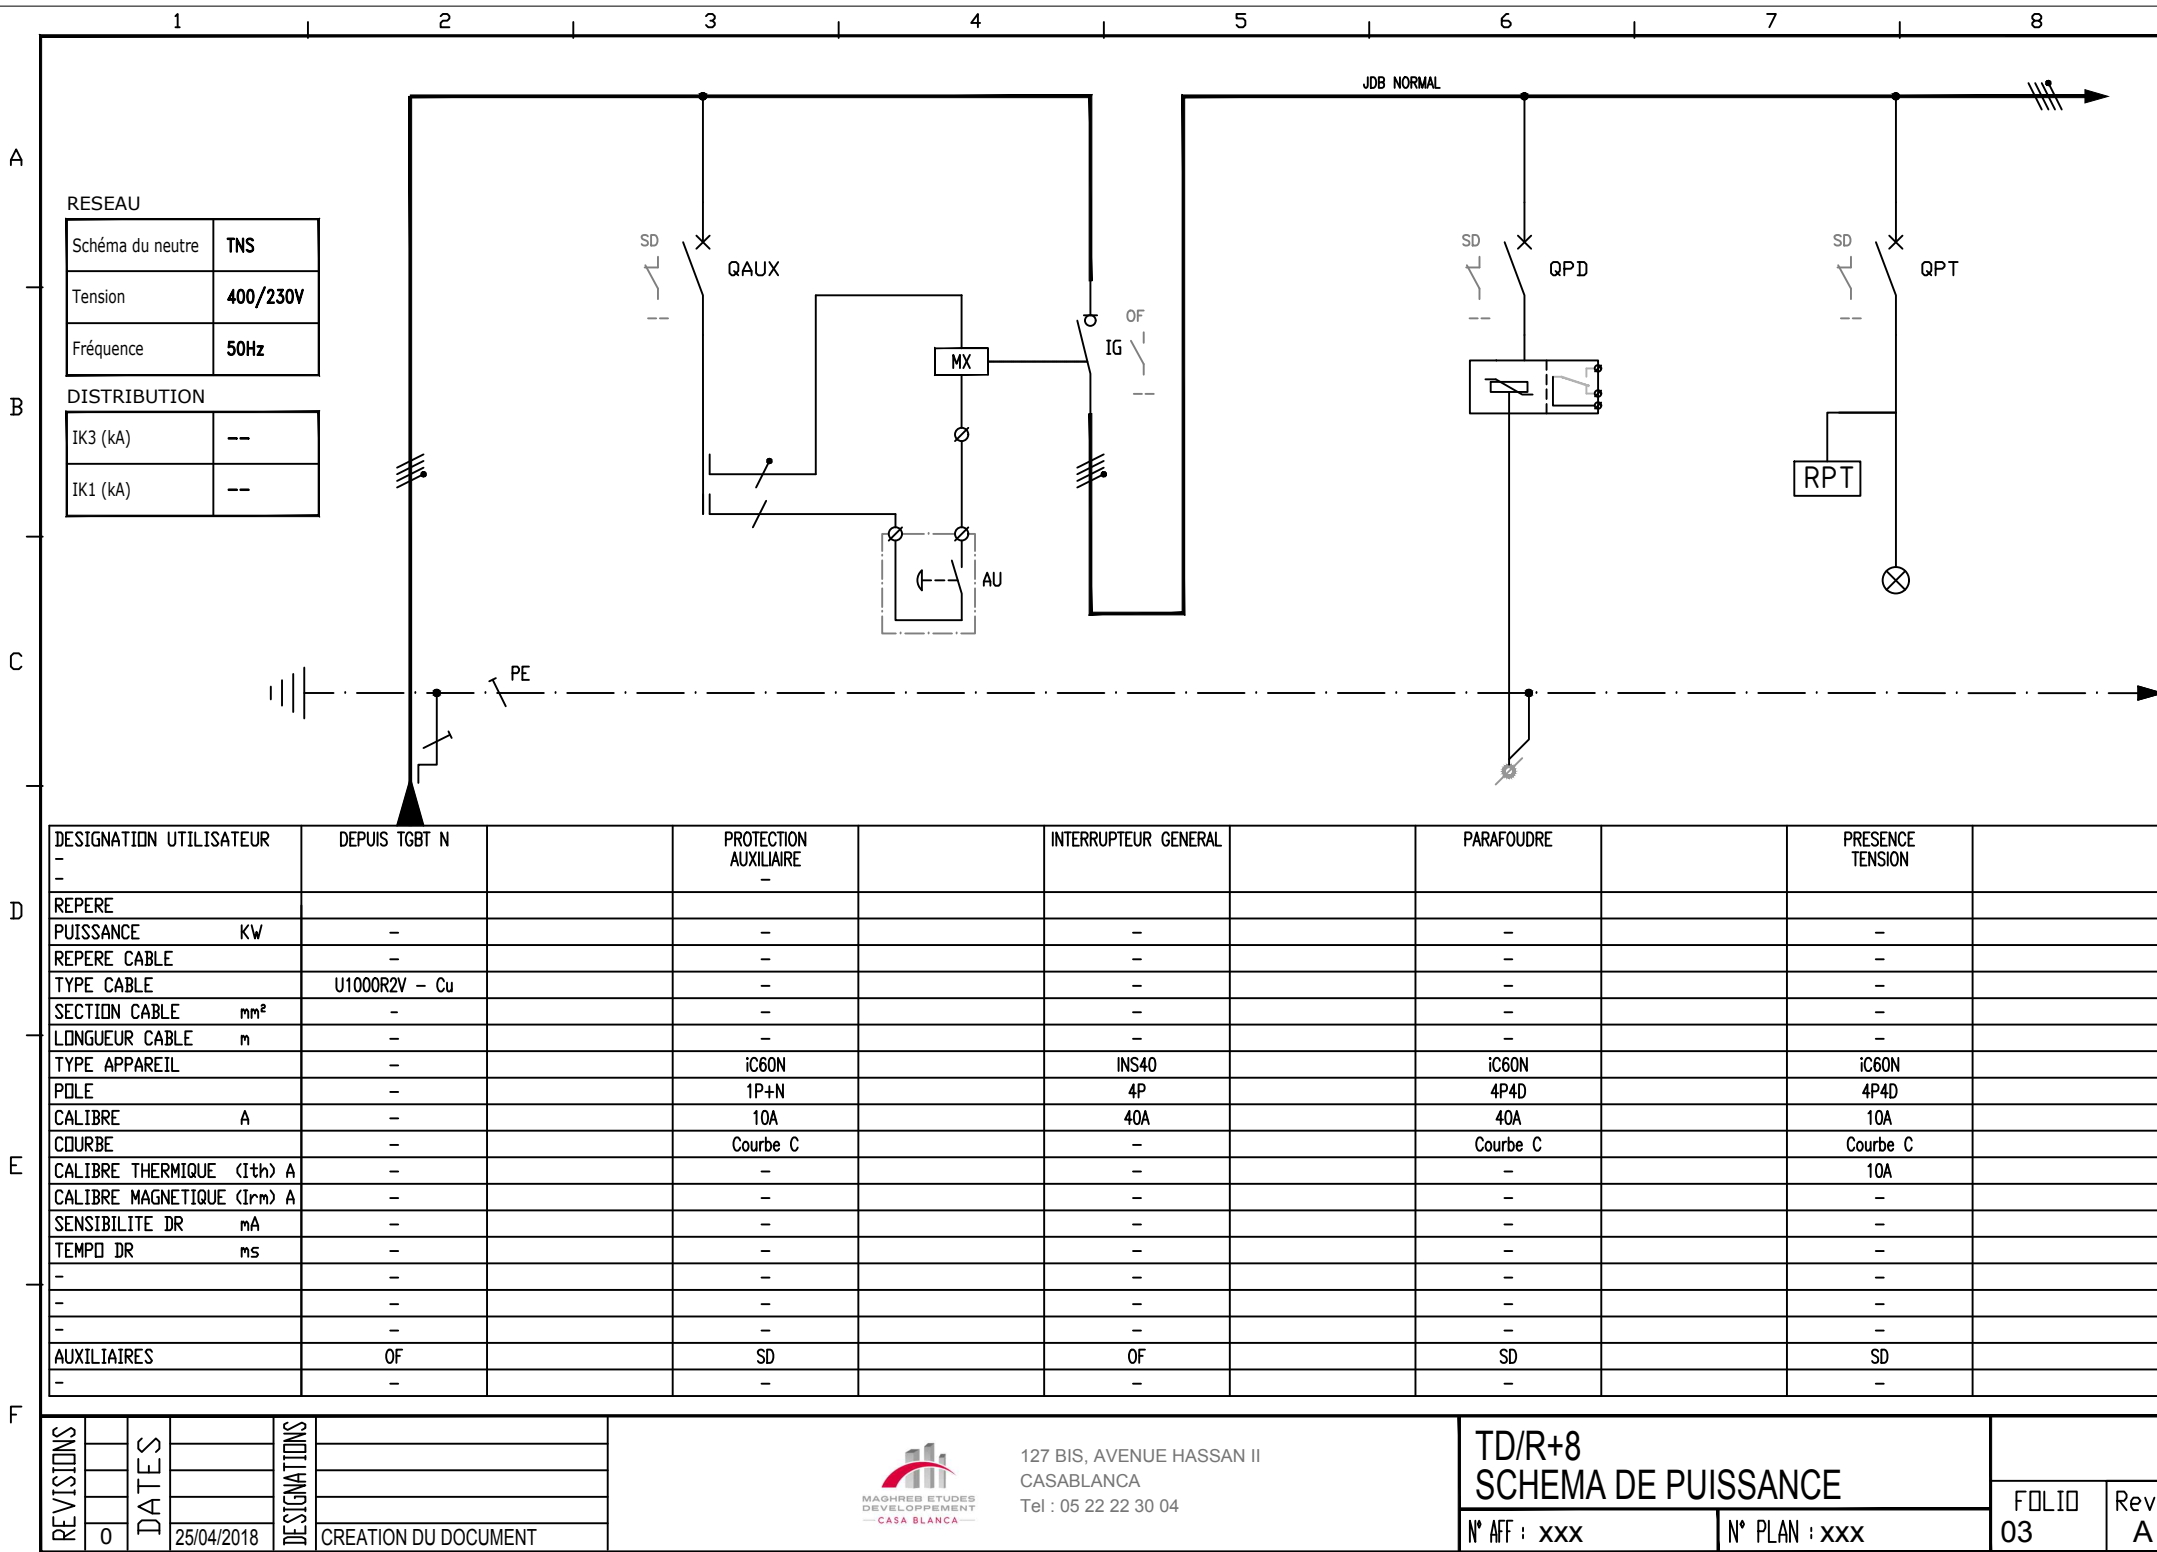 1 2 3 4 5 6 7 8
JDB NORMAL
A
RESEAU
Schéma du neutre TNS
Tension 400/230V
Fréquence 50Hz
DISTRIBUTION
IK3 (kA) --
IK1 (kA) --
SD QAUX
--
MX
OF
IG
--
SD QPD
--
SD QPT
--
B
RPT
AU
C
PE
DESIGNATION UTILISATEUR DEPUIS TGBT N PROTECTION INTERRUPTEUR GENERAL PARAFOUDRE PRESENCE
- AUXILIAIRE TENSION
- -
D
REPERE
PUISSANCE KW - - - - -
REPERE CABLE - - - - -
TYPE CABLE U1000R2V - Cu - - - -
SECTION CABLE mm² - - - - -
LONGUEUR CABLE m - - - - -
TYPE APPAREIL - iC60N INS40 iC60N iC60N
POLE - 1P+N 4P 4P4D 4P4D
CALIBRE A - 10A 40A 40A 10A
COURBE - Courbe C - Courbe C Courbe C
E
CALIBRE THERMIQUE (Ith) A - - - - 10A
CALIBRE MAGNETIQUE (Irm) A - - - - -
SENSIBILITE DR mA - - - - -
TEMPO DR ms - - - - -
- - - - - -
- - - - - -
- - - - - -
AUXILIAIRES OF SD OF SD SD
- - - - - -
F
REVISIONS
0
DATES
25/04/2018
DESIGNATIONS
CREATION DU DOCUMENT
MAGHREB ETUDES
DEVELOPPEMENT
CASA BLANCA
127 BIS, AVENUE HASSAN II
CASABLANCA
Tel : 05 22 22 30 04
TD/R+8
SCHEMA DE PUISSANCE
N° AFF : xxx
N° PLAN : xxx
FOLIO
03
Rev
A